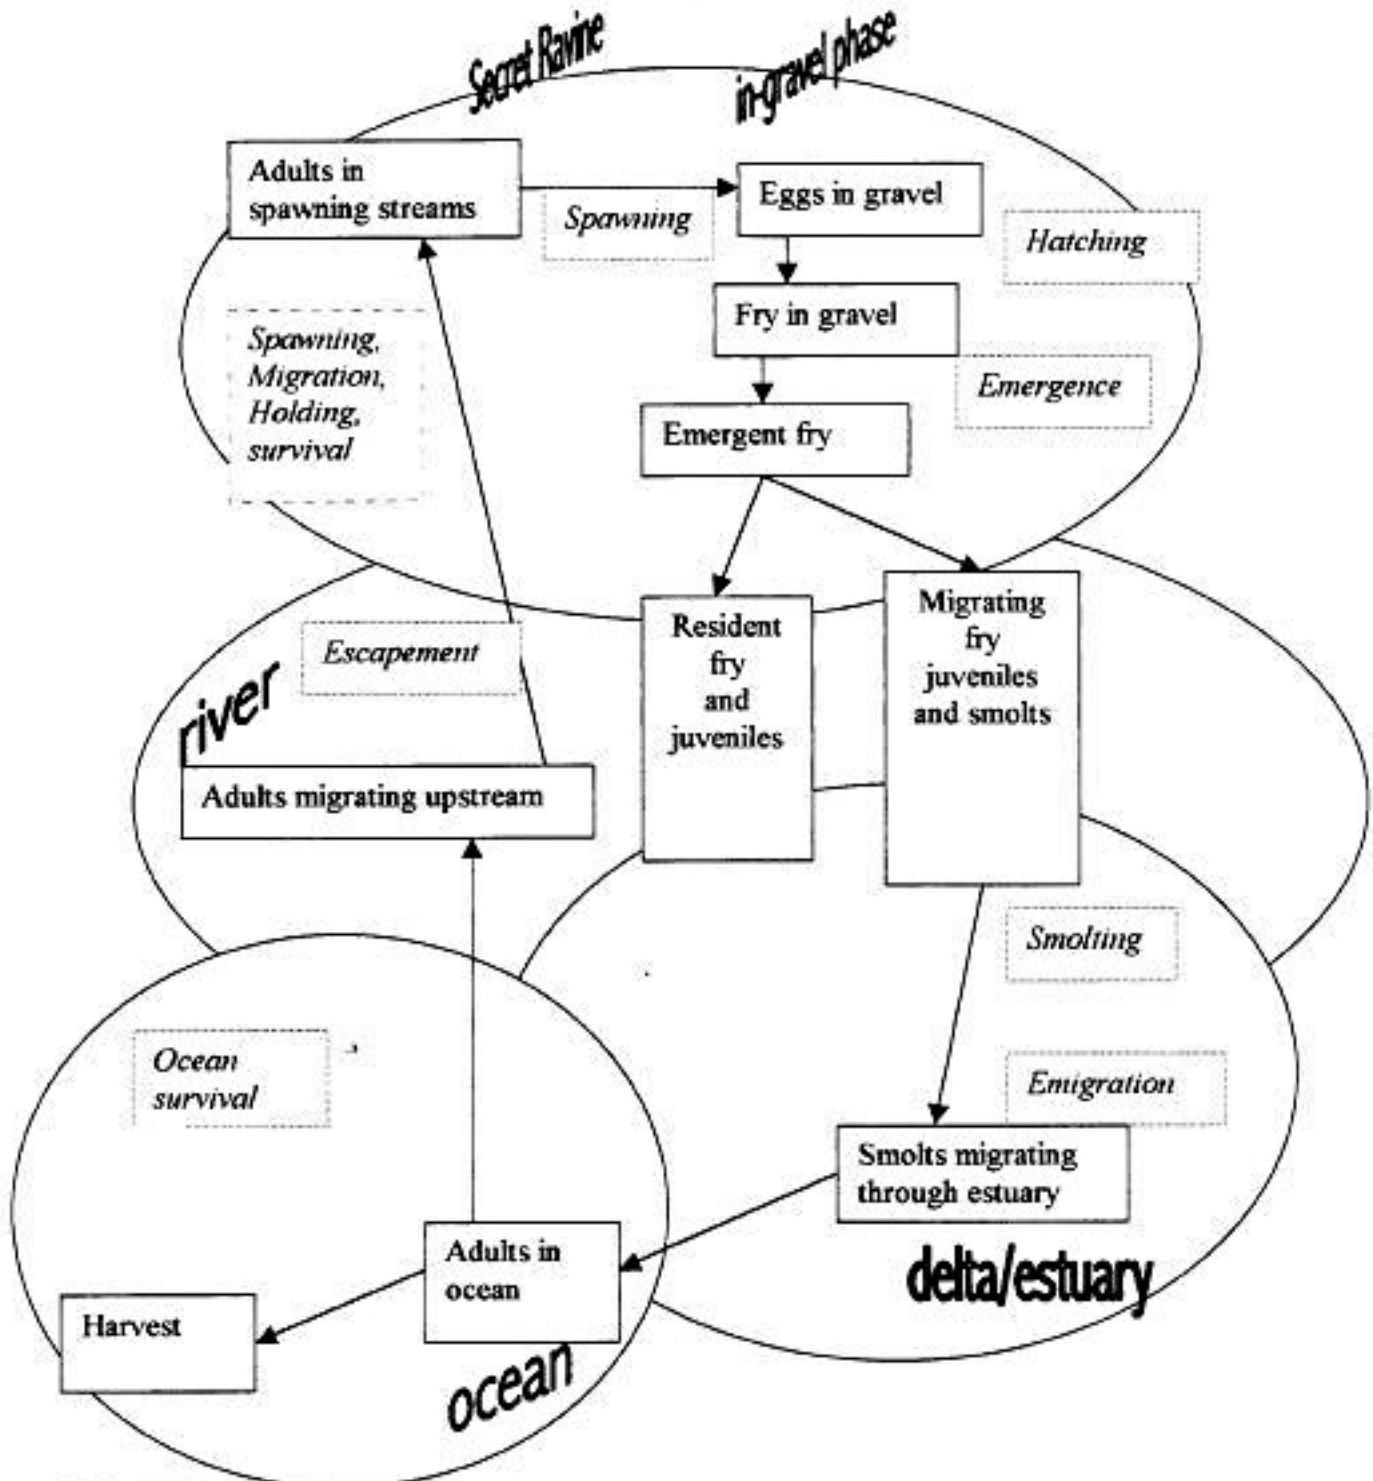 Secret Ravine
in-gravel phase
Adults in
spawning streams
Spawning
Eggs in gravel
Hatching
Fry in gravel
Spawning,
Migration,
Holding,
survival
Emergence
Emergent fry
Resident
fry
and
juveniles
Migrating
fry
juveniles
and smolts
Escapement
river
Adults migrating upstream
Smolting
Ocean
survival
Emigration
Smolts migrating
through estuary
delta/estuary
Adults in
ocean
Harvest
ocean